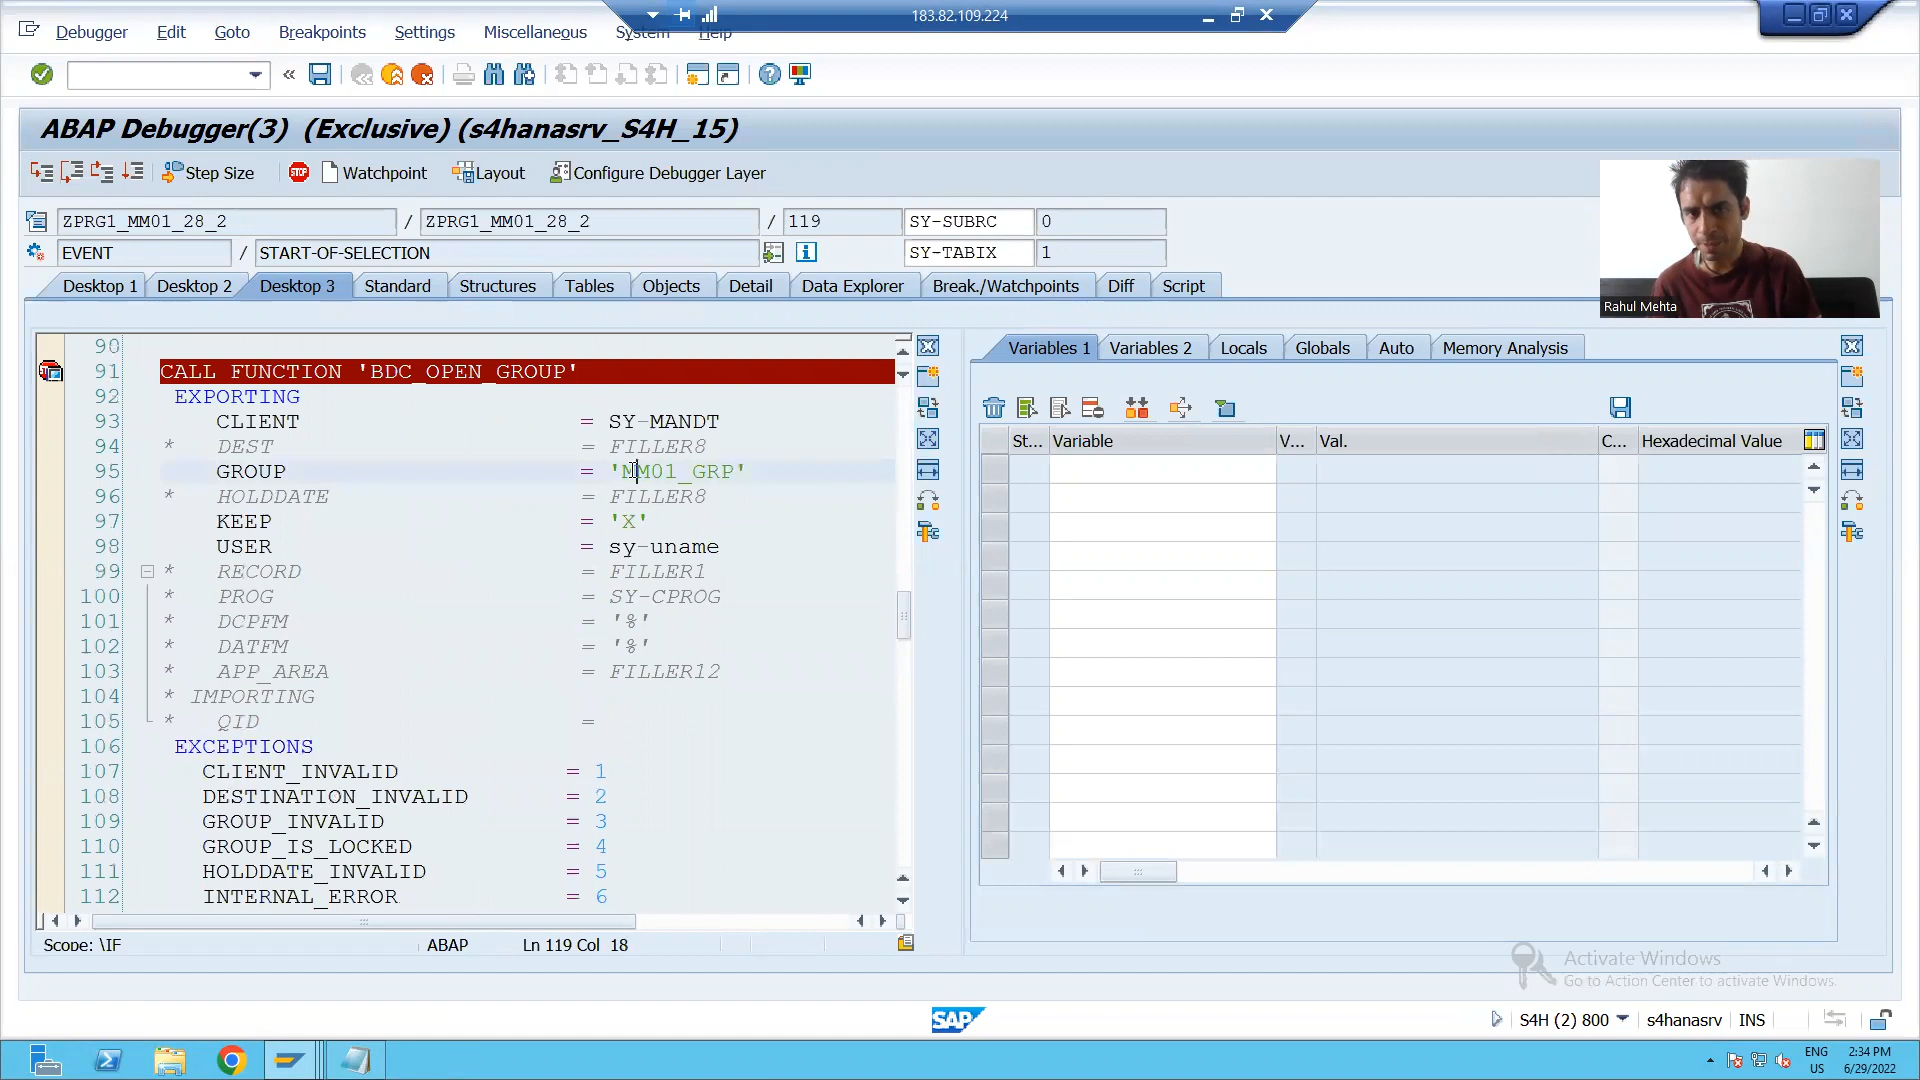 183.82.109.224
Debugger Edit Goto Breakpoints Settings Miscellaneous System Help
ABAP Debugger(3) (Exclusive) (s4hanasrv_S4H_15)
Step Size STOP Watchpoint Layout Configure Debugger Layer
ZPRG1_MM01_28_2 / ZPRG1_MM01_28_2 / 119 SY-SUBRC 0
EVENT / START-OF-SELECTION SY-TABIX 1
Rahul Mehta
Desktop 1 Desktop 2 Desktop 3 Standard Structures Tables Objects Detail Data Explorer Break./Watchpoints Diff Script
90
91 CALL FUNCTION 'BDC_OPEN_GROUP'
92 EXPORTING
93 CLIENT = SY-MANDT
94 * DEST = FILLER8
95 GROUP = 'MM01_GRP'
96 * HOLDDATE = FILLER8
97 KEEP = 'X'
98 USER = sy-uname
99 * RECORD = FILLER1
100 * PROG = SY-CPROG
101 * DCPFM = '%'
102 * DATFM = '%'
103 * APP_AREA = FILLER12
104 * IMPORTING
105 * QID =
106 EXCEPTIONS
107 CLIENT_INVALID = 1
108 DESTINATION_INVALID = 2
109 GROUP_INVALID = 3
110 GROUP_IS_LOCKED = 4
111 HOLDDATE_INVALID = 5
112 INTERNAL_ERROR = 6
Scope: \IF ABAP Ln 119 Col 18
Variables 1 Variables 2 Locals Globals Auto Memory Analysis
St... Variable V... Val. C... Hexadecimal Value
Activate Windows
Go to Action Center to activate Windows.
SAP
S4H (2) 800 s4hanasrv INS
ENG
US
2:34 PM
6/29/2022